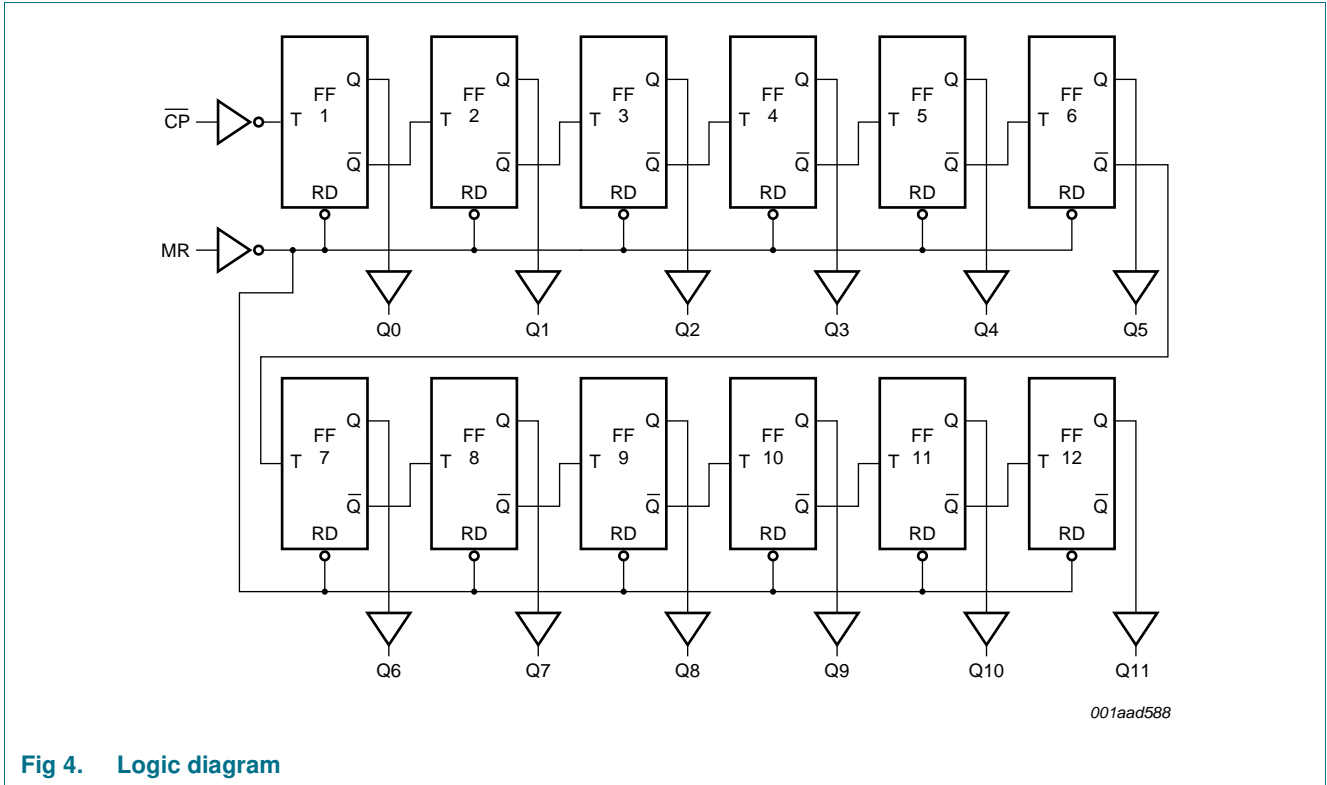 Q Q Q Q Q Q
FF FF FF FF FF FF
C̅P̅ T 1 T 2 T 3 T 4 T 5 T 6
Q̅ Q̅ Q̅ Q̅ Q̅ Q̅
RD RD RD RD RD RD
MR
Q0 Q1 Q2 Q3 Q4 Q5
Q Q Q Q Q Q
FF FF FF FF FF FF
T 7 T 8 T 9 T 10 T 11 T 12
Q̅ Q̅ Q̅ Q̅ Q̅ Q̅
RD RD RD RD RD RD
Q6 Q7 Q8 Q9 Q10 Q11
001aad588
Fig 4. Logic diagram